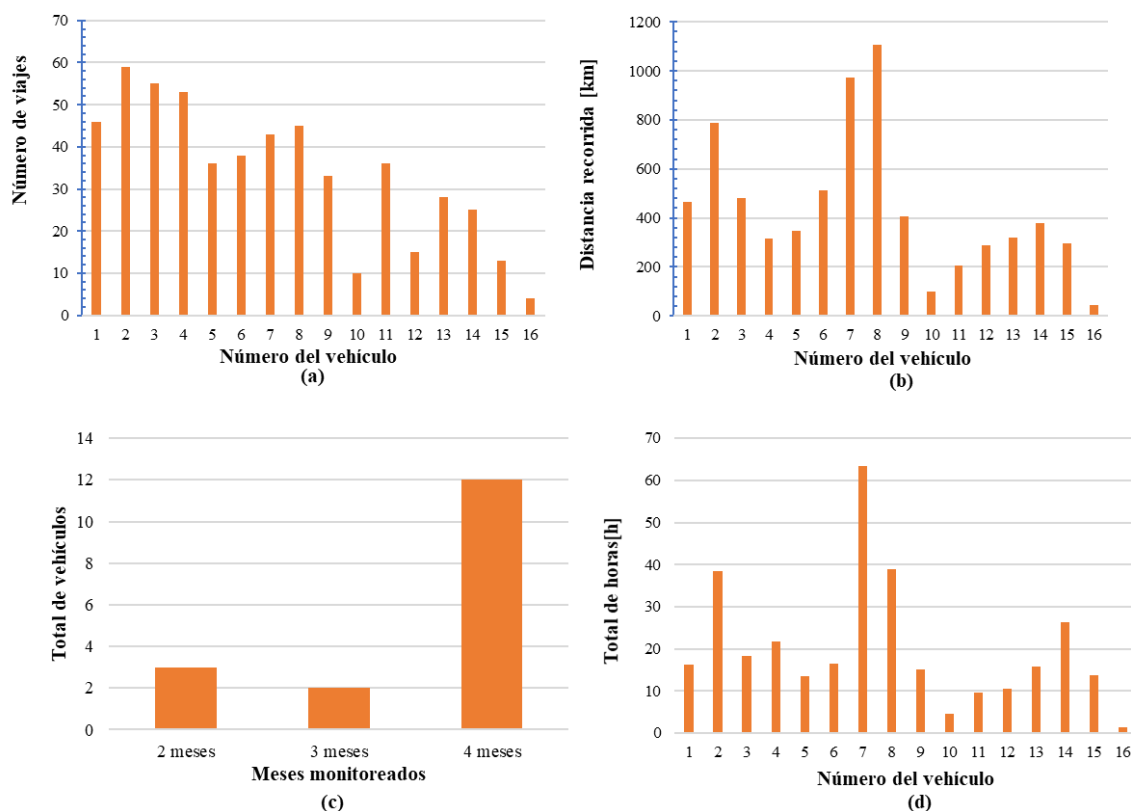 Número de viajes
70
60
50
40
30
20
10
0
1 2 3 4 5 6 7 8 9 10 11 12 13 14 15 16
Número del vehículo
(a)
Distancia recorrida [km]
1200
1000
800
600
400
200
0
1 2 3 4 5 6 7 8 9 10 11 12 13 14 15 16
Número del vehículo
(b)
Total de vehículos
14
12
10
8
6
4
2
0
2 meses 3 meses 4 meses
Meses monitoreados
(c)
Total de horas[h]
70
60
50
40
30
20
10
0
1 2 3 4 5 6 7 8 9 10 11 12 13 14 15 16
Número del vehículo
(d)